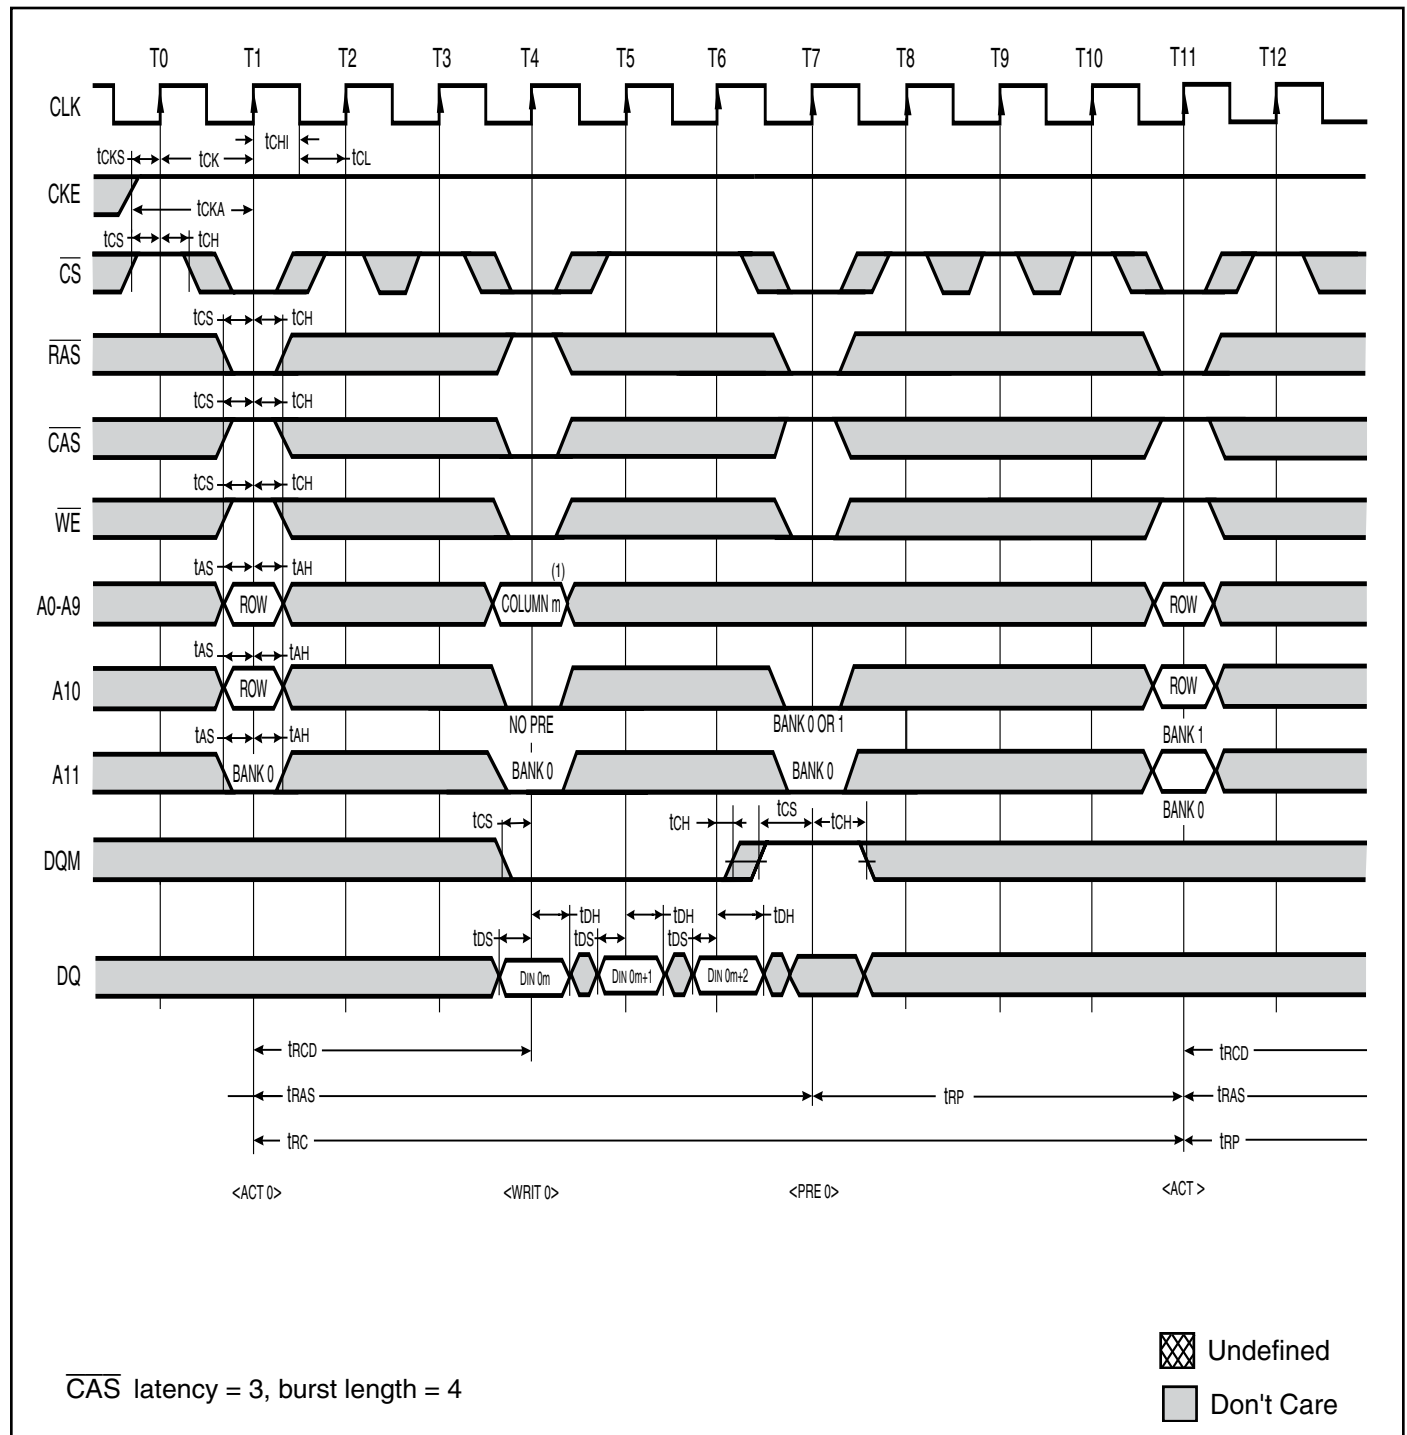 T0 T1 T2 T3 T4 T5 T6 T7 T8 T9 T10 T11 T12
CLK
tCHI
tCKS tCK tCL
CKE
tCKA
tCS tCH
CS
tCS tCH
RAS
tCS tCH
CAS
tCS tCH
WE
tAS tAH (1)
A0-A9 ROW COLUMN m ROW
tAS tAH
A10 ROW ROW
NO PRE BANK 0 OR 1 BANK 1
tAS tAH
A11 BANK 0 BANK 0 BANK 0
BANK 0
tCS tCH tCS tCH
DQM
tDH tDH tDH
tDS tDS tDS
DQ DIN 0m DIN 0m+1 DIN 0m+2
tRCD tRCD
tRAS tRP tRAS
tRC tRP
<ACT 0> <WRIT 0> <PRE 0> <ACT >
Undefined
CAS latency = 3, burst length = 4
Don't Care